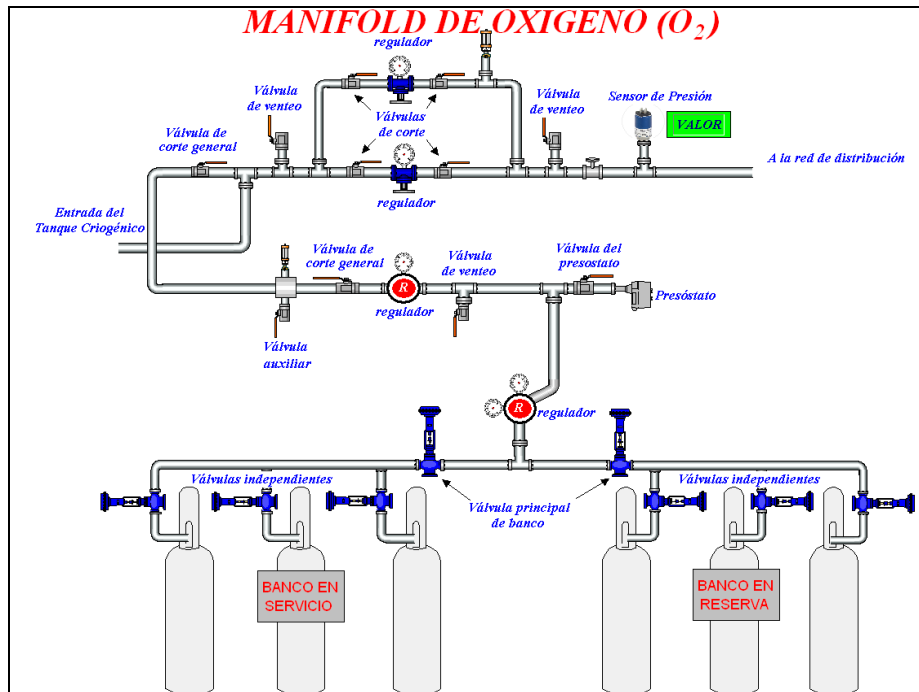 MANIFOLD DE OXIGENO (O₂)
regulador
Válvula
de venteo
Válvula
de venteo
Sensor de Presión
VALOR
Válvula de
corte general
Válvulas
de corte
A la red de distribución
regulador
Entrada del
Tanque Criogénico
Válvula de
corte general
Válvula
de venteo
Válvula del
presostato
R
regulador
Presóstato
Válvula
auxiliar
R
regulador
Válvulas independientes
Válvulas independientes
Válvula principal
de banco
BANCO EN
SERVICIO
BANCO EN
RESERVA